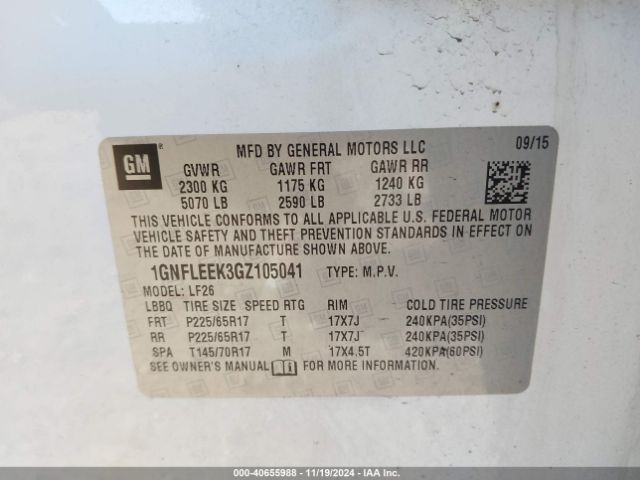 GM ®
MFD BY GENERAL MOTORS LLC 09/15
GVWR GAWR FRT GAWR RR
2300 KG 1175 KG 1240 KG
5070 LB 2590 LB 2733 LB
THIS VEHICLE CONFORMS TO ALL APPLICABLE U.S. FEDERAL MOTOR
VEHICLE SAFETY AND THEFT PREVENTION STANDARDS IN EFFECT ON
THE DATE OF MANUFACTURE SHOWN ABOVE.
1GNFLEEK3GZ105041 TYPE: M.P.V.
MODEL: LF26
LBBQ TIRE SIZE SPEED RTG RIM COLD TIRE PRESSURE
FRT P225/65R17 T 17X7J 240KPA(35PSI)
RR P225/65R17 T 17X7J 240KPA(35PSI)
SPA T145/70R17 M 17X4.5T 420KPA(60PSI)
SEE OWNER'S MANUAL FOR MORE INFORMATION.
000-40655988 - 11/19/2024 - IAA Inc.